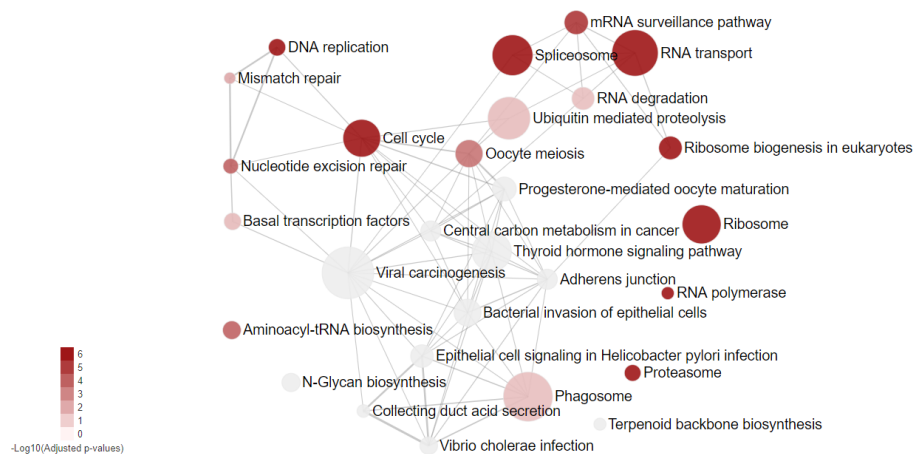 mRNA surveillance pathway
DNA replication
Spliceosome
RNA transport
Mismatch repair
RNA degradation
Ubiquitin mediated proteolysis
Cell cycle
Ribosome biogenesis in eukaryotes
Oocyte meiosis
Nucleotide excision repair
Progesterone-mediated oocyte maturation
Basal transcription factors
Ribosome
Central carbon metabolism in cancer
Thyroid hormone signaling pathway
Viral carcinogenesis
Adherens junction
RNA polymerase
Bacterial invasion of epithelial cells
Aminoacyl-tRNA biosynthesis
Epithelial cell signaling in Helicobacter pylori infection
Proteasome
N-Glycan biosynthesis
Phagosome
Collecting duct acid secretion
Terpenoid backbone biosynthesis
Vibrio cholerae infection
6
5
4
3
2
1
0
-Log10(Adjusted p-values)